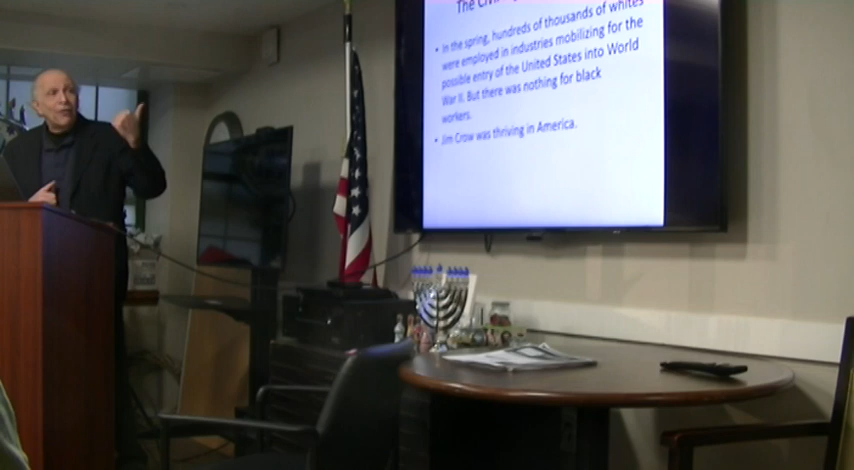 The Civil
• In the spring, hundreds of thousands of whites
were employed in industries mobilizing for the
possible entry of the United States into World
War II. But there was nothing for black
workers.
• Jim Crow was thriving in America.